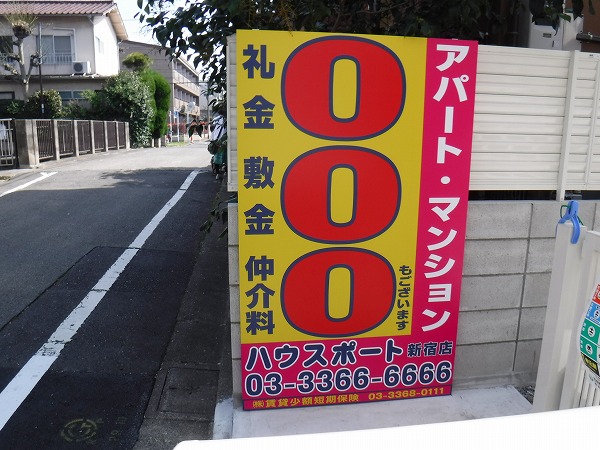 アパート・マンション
礼金 0
敷金 0
仲介料 0
もございます
ハウスポート 新宿店
03-3366-6666
㈱賃貸少額短期保険 03-3368-0111